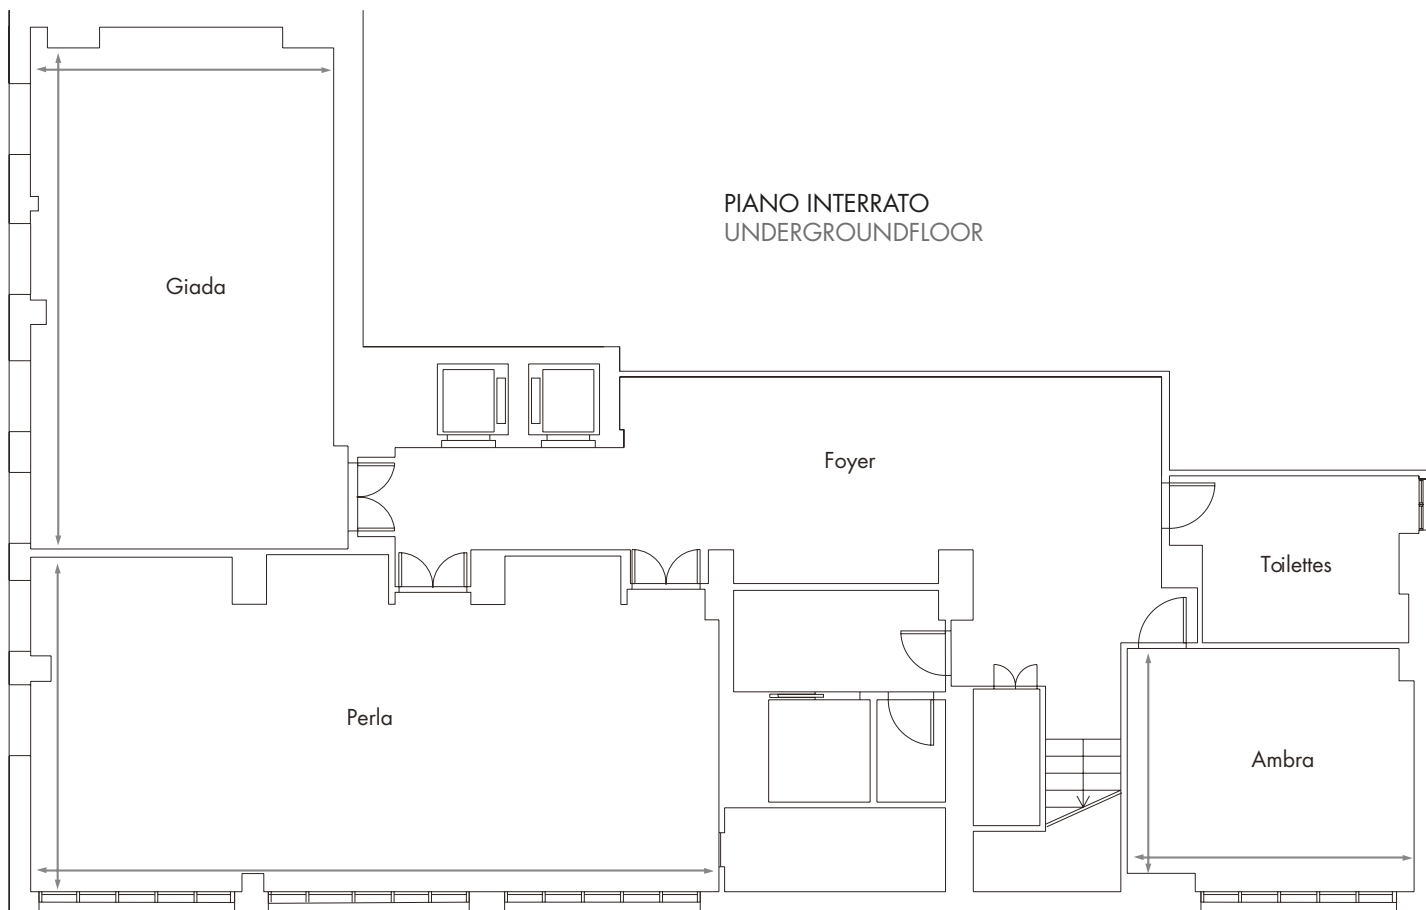 PIANO INTERRATO
UNDERGROUNDFLOOR
Giada
Foyer
Toilettes
Perla
Ambra